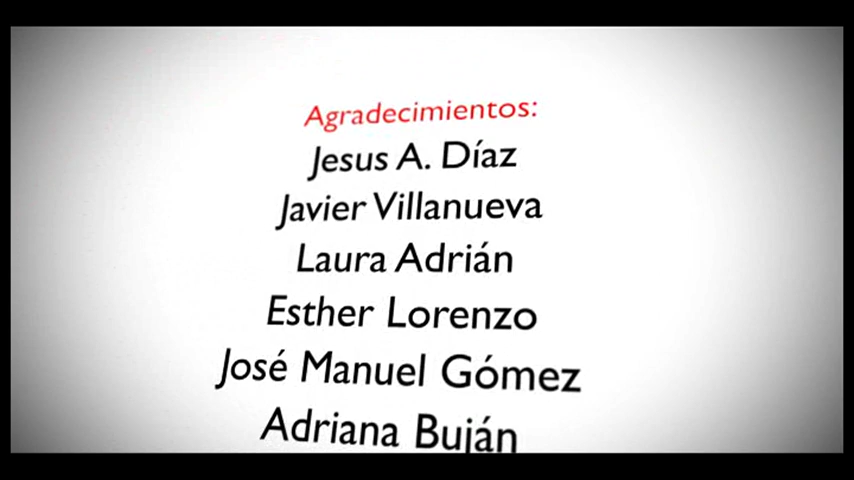 Agradecimientos:
Jesus A. Díaz
Javier Villanueva
Laura Adrián
Esther Lorenzo
José Manuel Gómez
Adriana Buján